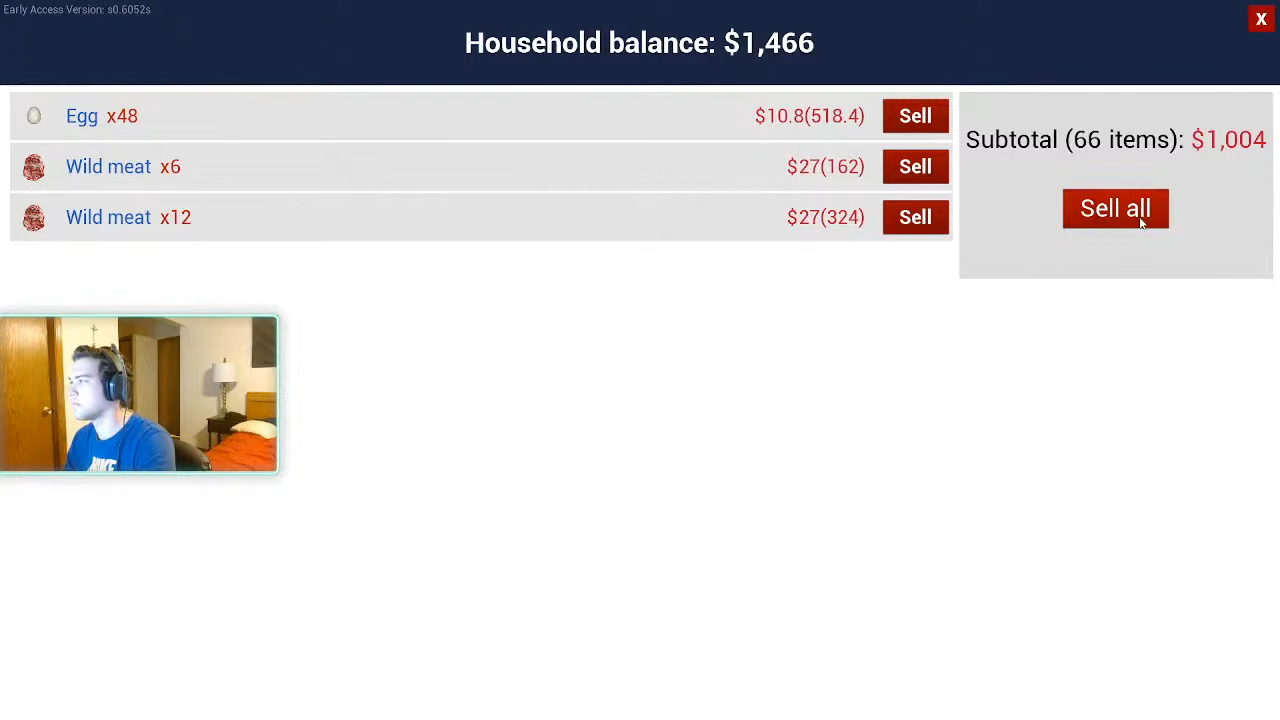 Early Access Version: s0.6052s
X
Household balance: $1,466
Egg x48 $10.8(518.4) Sell
Wild meat x6 $27(162) Sell
Wild meat x12 $27(324) Sell
Subtotal (66 items): $1,004
Sell all